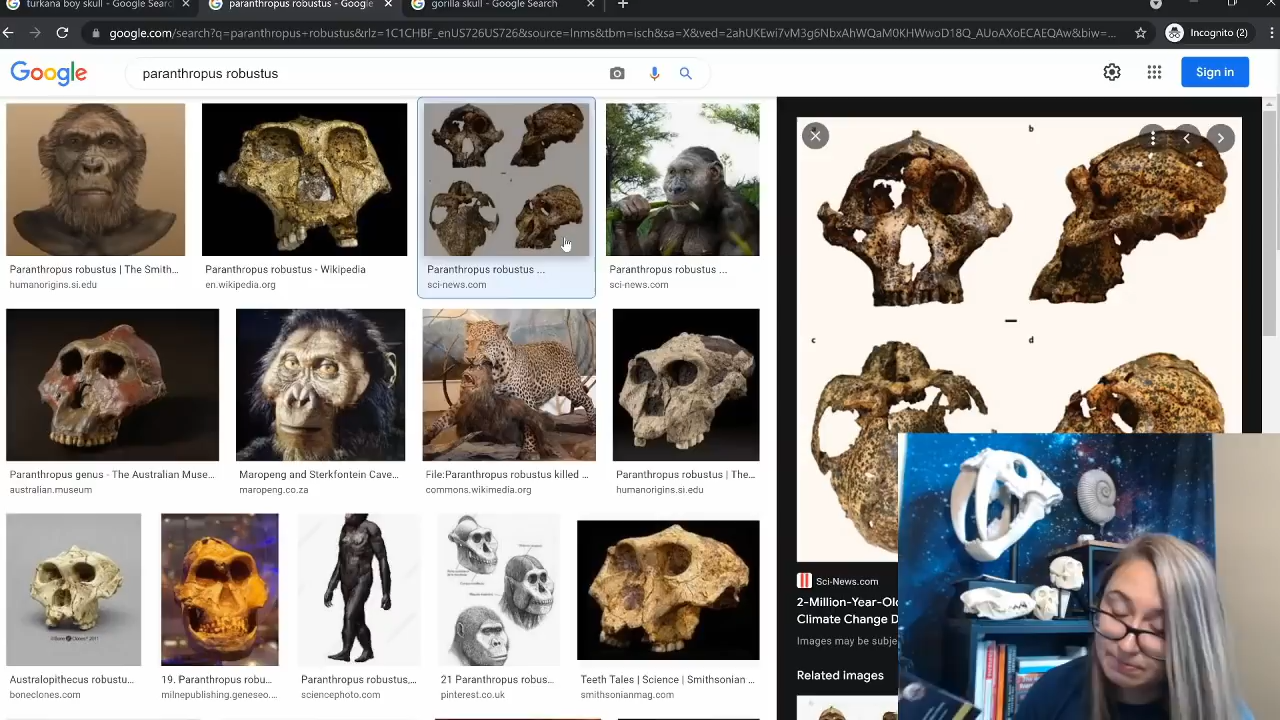 turkana boy skull - Google Search
paranthropus robustus - Google
gorilla skull - Google Search
google.com/search?q=paranthropus+robustus&rlz=1C1CHBF_enUS726US726&source=lnms&tbm=isch&sa=X&ved=2ahUKEwi7vM3g6NbxAhWQaM0KHWwoD18Q_AUoAXoECAEQAw&biw=...
Incognito (2)
Google
paranthropus robustus
Sign in
Paranthropus robustus | The Smith...
humanorigins.si.edu
Paranthropus robustus - Wikipedia
en.wikipedia.org
Paranthropus robustus ...
sci-news.com
Paranthropus robustus ...
sci-news.com
b
c
d
Paranthropus genus - The Australian Muse...
australian.museum
Maropeng and Sterkfontein Cave...
maropeng.co.za
File:Paranthropus robustus killed ...
commons.wikimedia.org
Paranthropus robustus | The...
humanorigins.si.edu
Australopithecus robustu...
boneclones.com
19. Paranthropus robu...
milnepublishing.geneseo....
Paranthropus robustus,...
sciencephoto.com
21 Paranthropus robus...
pinterest.co.uk
Teeth Tales | Science | Smithsonian ...
smithsonianmag.com
Sci-News.com
2-Million-Year-Ol
Climate Change D
Images may be subje
Related images